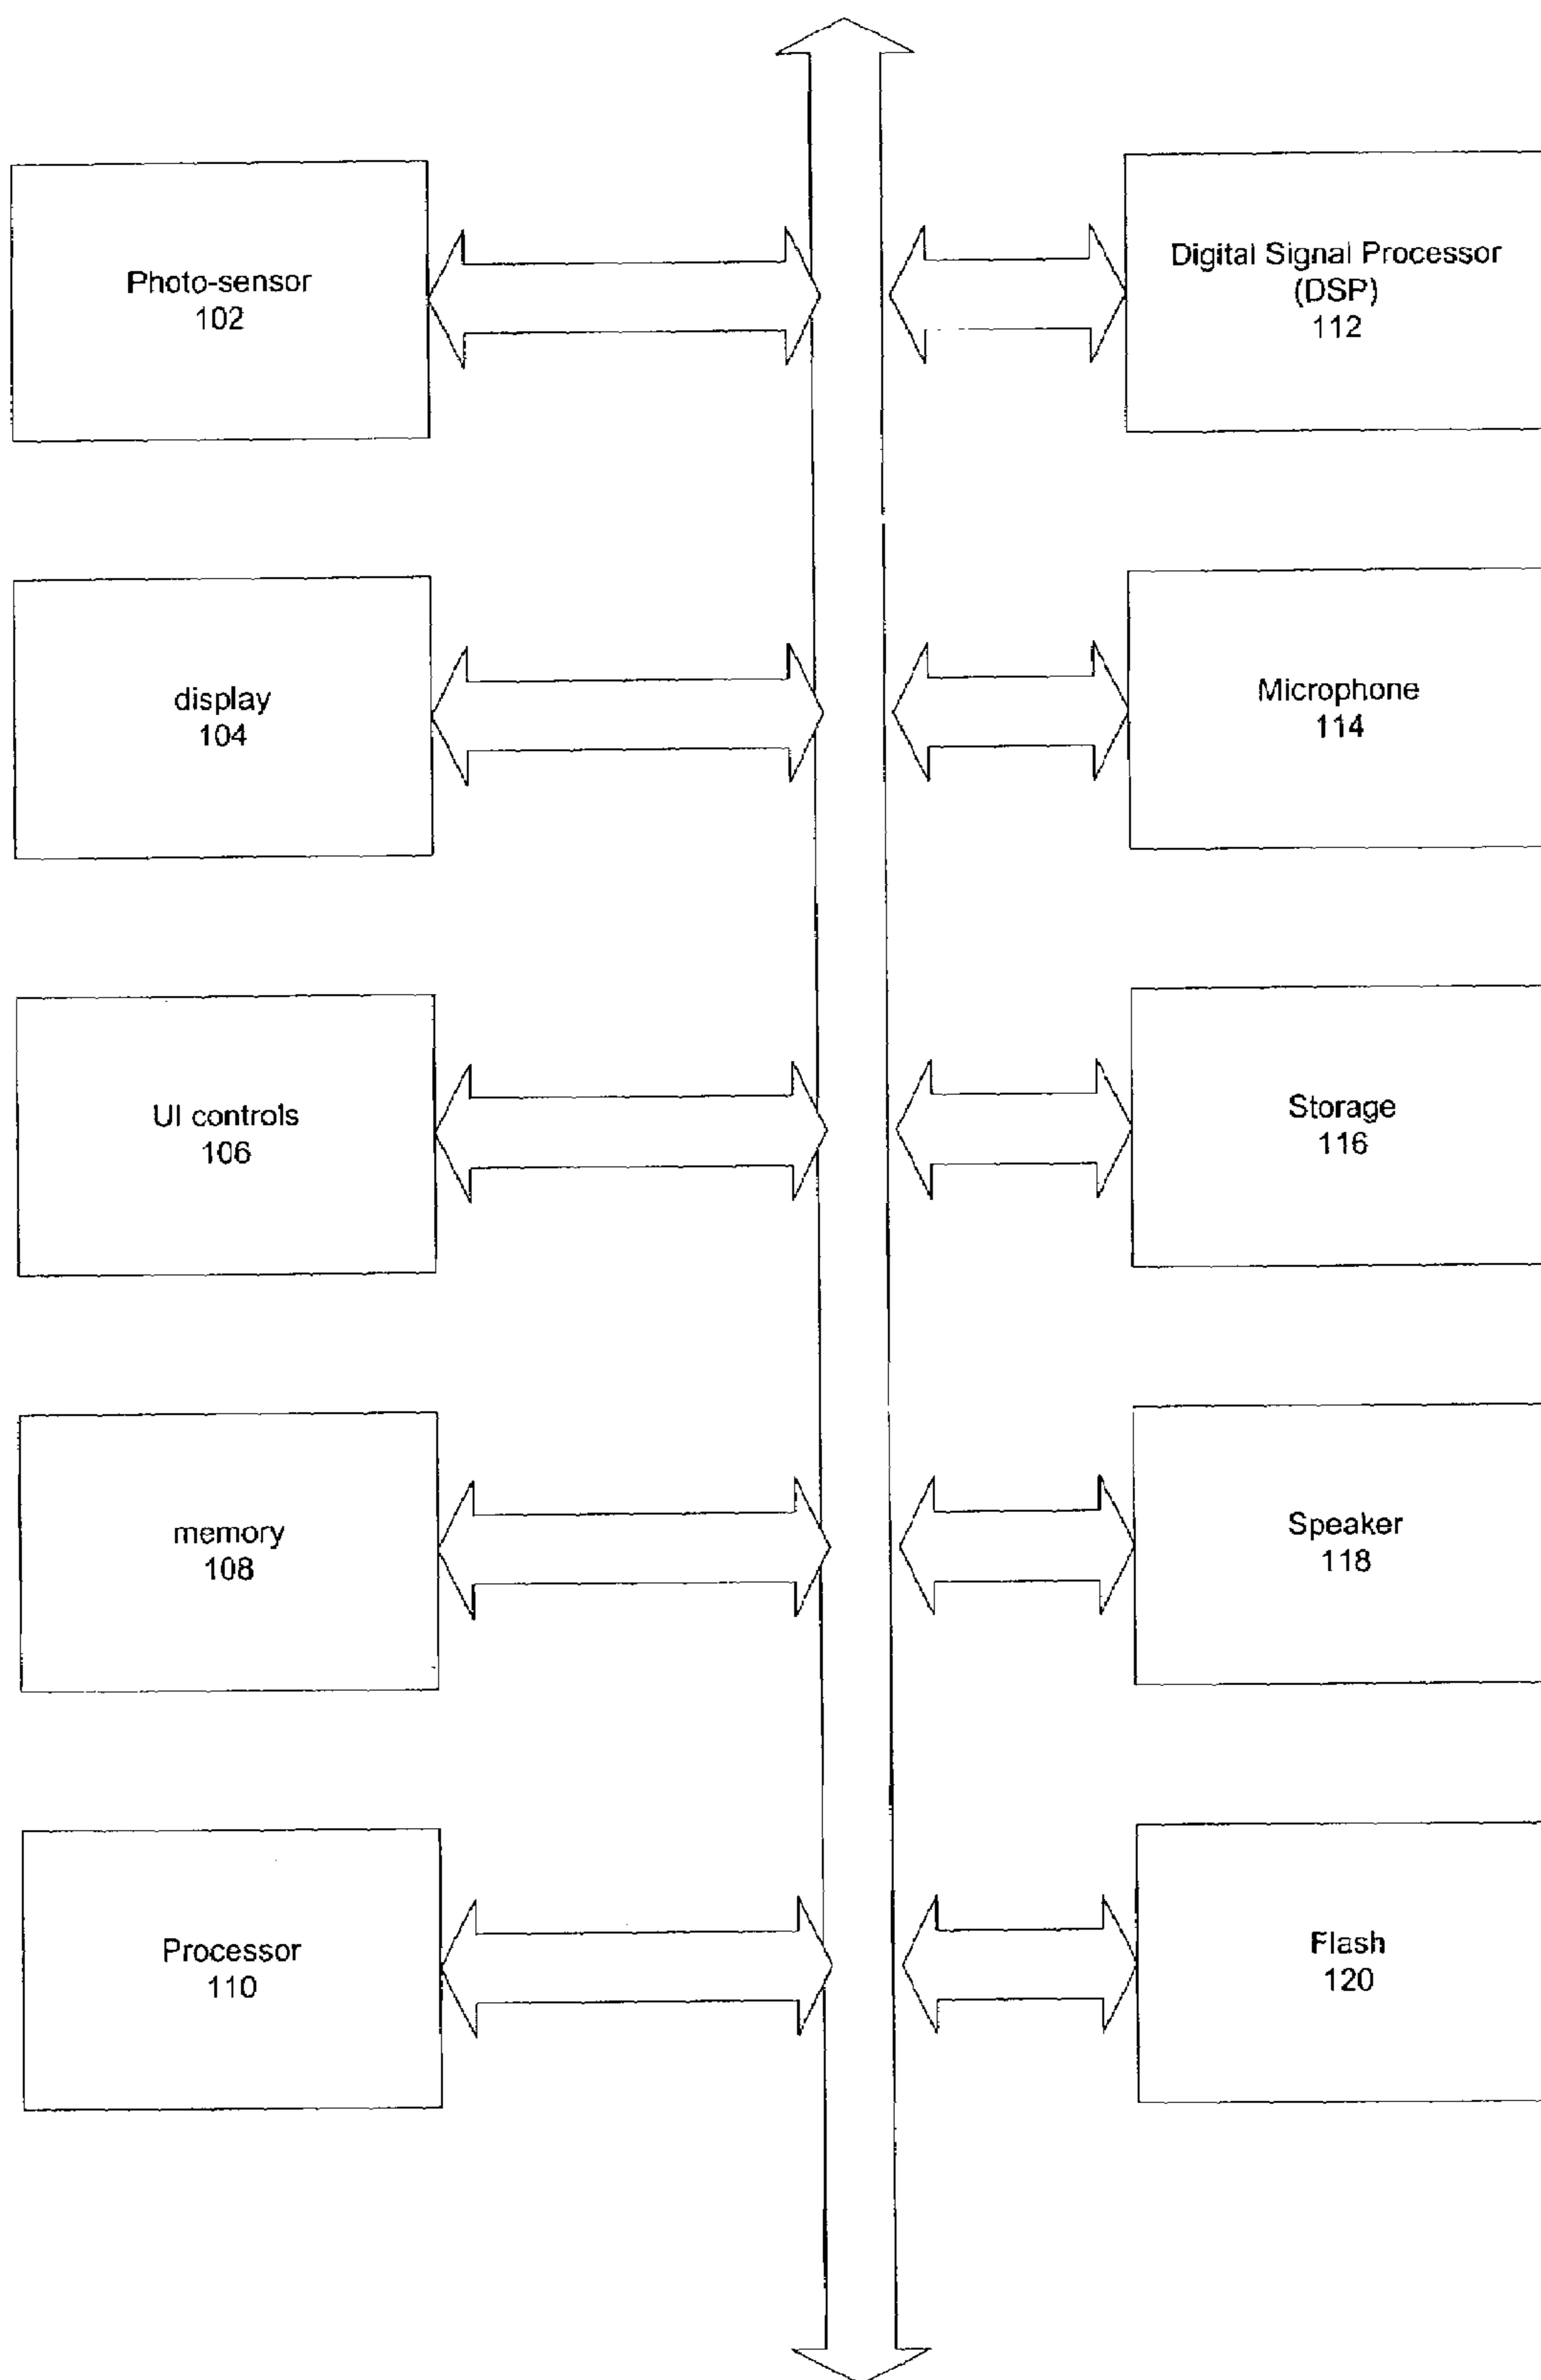 Photo-sensor
102
display
104
UI controls
106
memory
108
Processor
110
Digital Signal Processor
(DSP)
112
Microphone
114
Storage
116
Speaker
118
Flash
120